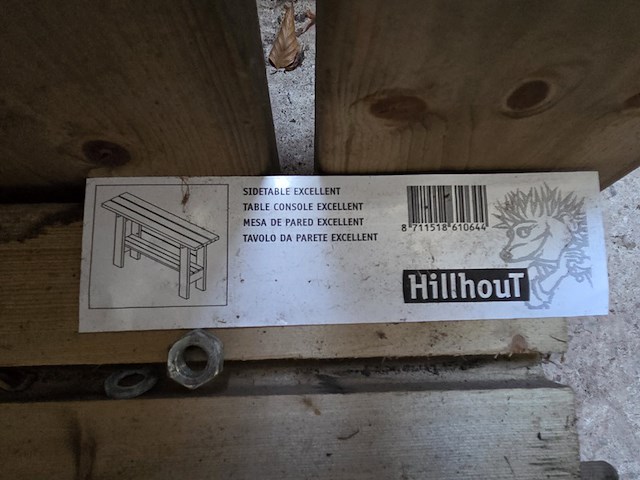 SIDETABLE EXCELLENT
TABLE CONSOLE EXCELLENT
MESA DE PARED EXCELLENT
TAVOLO DA PARETE EXCELLENT
8 711518 610644
HillhouT